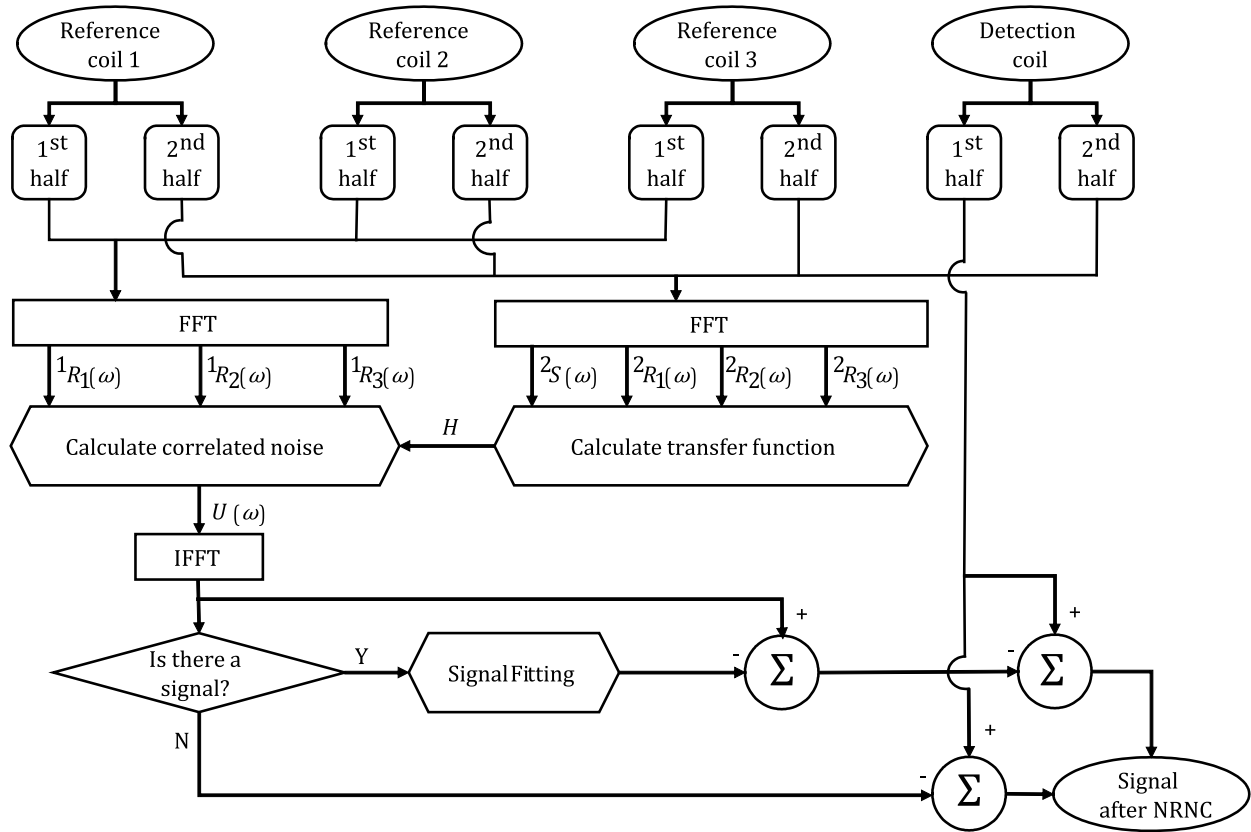 Reference
coil 1
Reference
coil 2
Reference
coil 3
Detection
coil
1st
half
2nd
half
1st
half
2nd
half
1st
half
2nd
half
1st
half
2nd
half
FFT
FFT
¹R₁(ω)
¹R₂(ω)
¹R₃(ω)
²S(ω)
²R₁(ω)
²R₂(ω)
²R₃(ω)
Calculate correlated noise
H
Calculate transfer function
U(ω)
IFFT
+
+
Is there a
signal?
Y
Signal Fitting
-
Σ
-
Σ
N
+
-
Σ
Signal
after NRNC